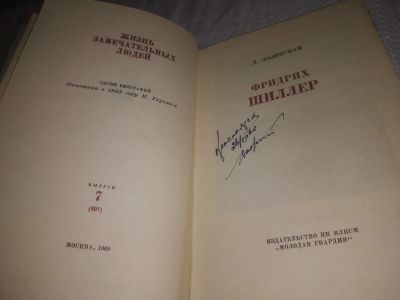 ЖИЗНЬ
ЗАМЕЧАТЕЛЬНЫХ
ЛЮДЕЙ
СЕРИЯ БИОГРАФИЙ
Основана в 1933 году М. Горьким
ВЫПУСК
7
МОСКВА, 1960
Л. ЛОЗИНСКАЯ
ФРИДРИХ
ШИЛЛЕР
ИЗДАТЕЛЬСТВО ЦК ВЛКСМ
"МОЛОДАЯ ГВАРДИЯ"